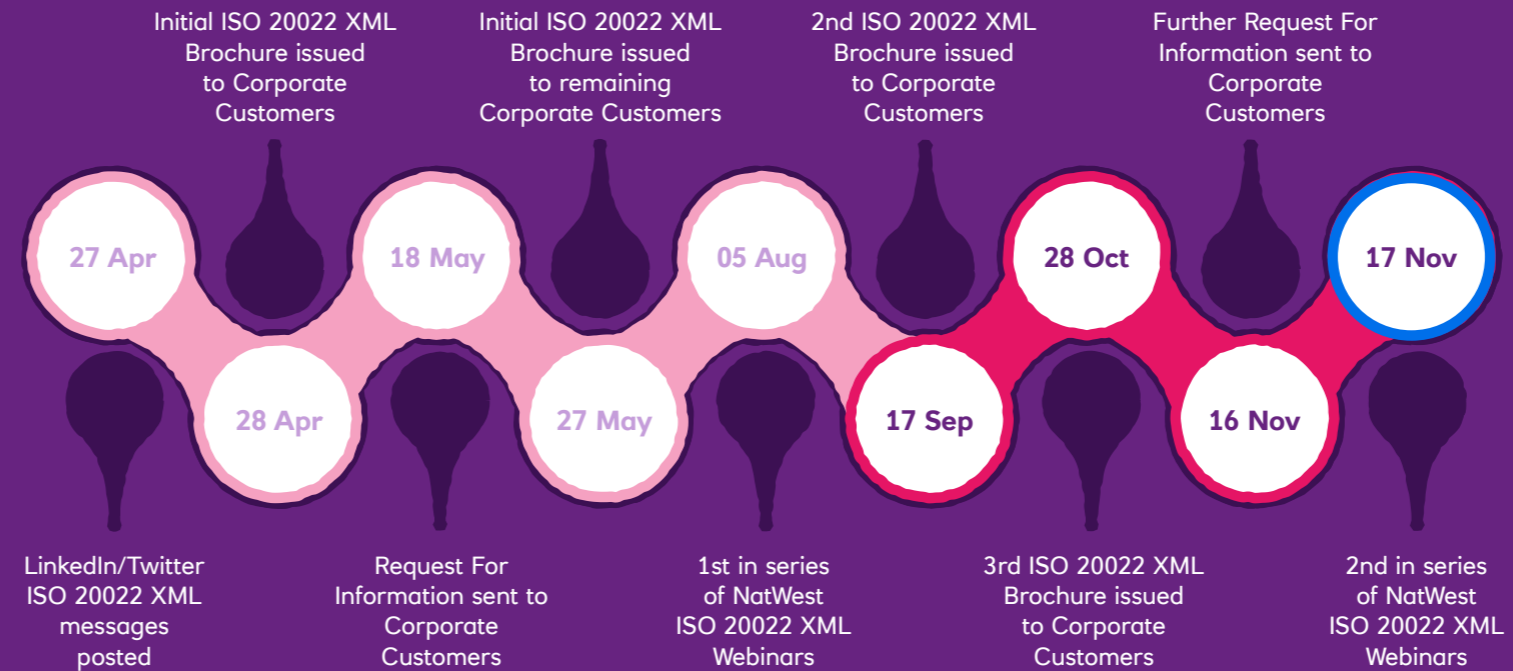 Initial ISO 20022 XML
Brochure issued
to Corporate
Customers
Initial ISO 20022 XML
Brochure issued
to remaining
Corporate Customers
2nd ISO 20022 XML
Brochure issued
to Corporate
Customers
Further Request For
Information sent to
Corporate
Customers
27 Apr
18 May
05 Aug
28 Oct
17 Nov
28 Apr
27 May
17 Sep
16 Nov
LinkedIn/Twitter
ISO 20022 XML
messages
posted
Request For
Information sent to
Corporate
Customers
1st in series
of NatWest
ISO 20022 XML
Webinars
3rd ISO 20022 XML
Brochure issued
to Corporate
Customers
2nd in series
of NatWest
ISO 20022 XML
Webinars